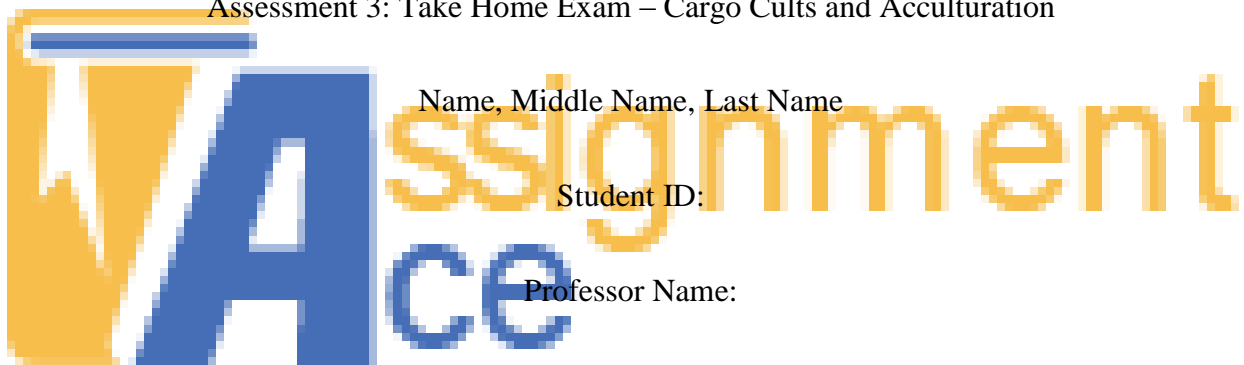 Assessment 3: Take Home Exam – Cargo Cults and Acculturation
Assignment
Ace
Name, Middle Name, Last Name
Student ID:
Professor Name: